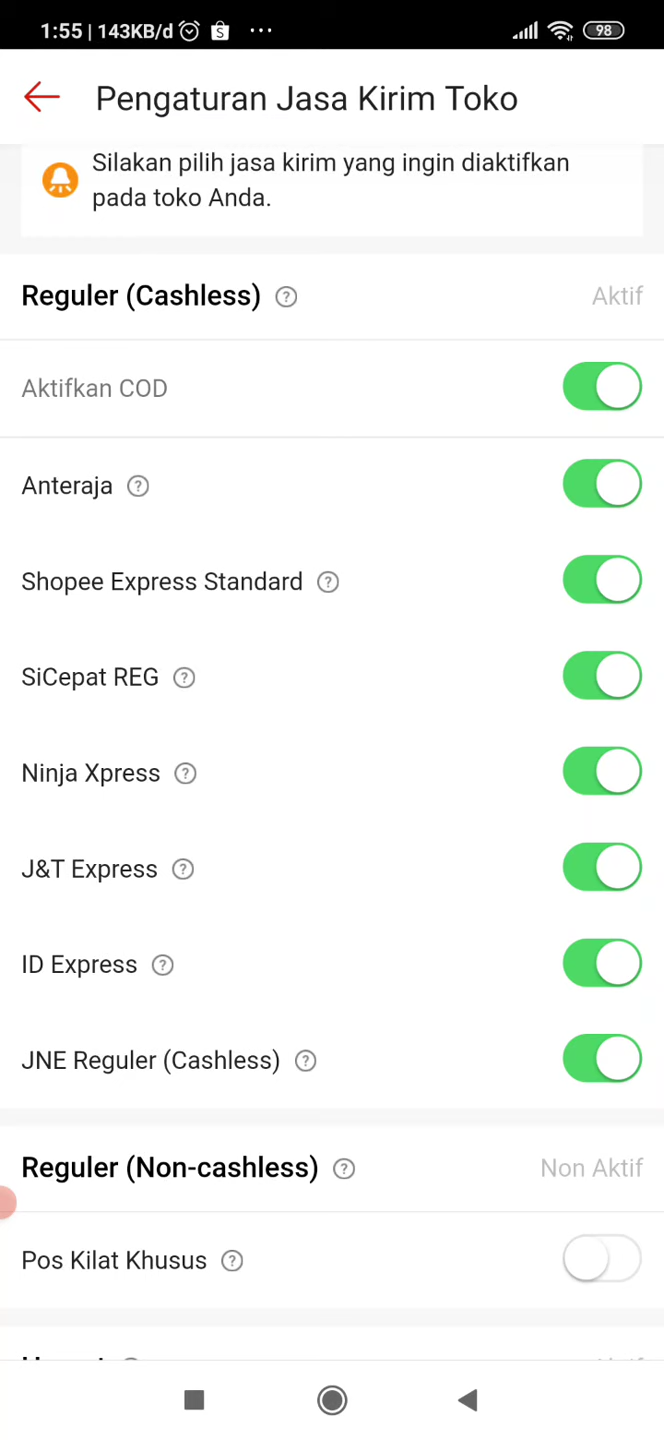 1:55 | 143KB/d S ... 98
Pengaturan Jasa Kirim Toko
Silakan pilih jasa kirim yang ingin diaktifkan
pada toko Anda.
Reguler (Cashless) ? Aktif
Aktifkan COD
Anteraja ?
Shopee Express Standard ?
SiCepat REG ?
Ninja Xpress ?
J&T Express ?
ID Express ?
JNE Reguler (Cashless) ?
Reguler (Non-cashless) ? Non Aktif
Pos Kilat Khusus ?